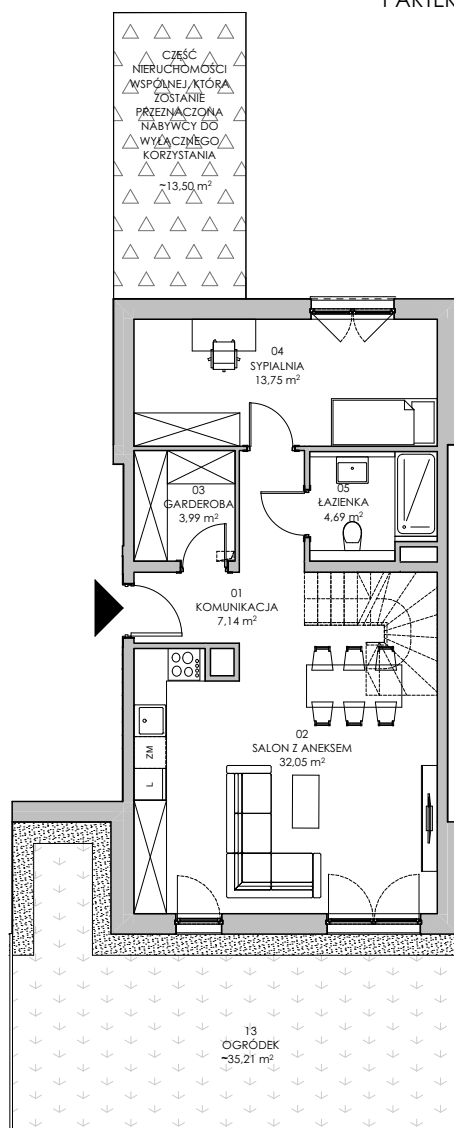 CZĘŚĆ
NIERUCHOMOŚCI
WSPÓLNEJ, KTÓRA
ZOSTANIE
PRZEZNACZONA
NABYWCY DO
WYŁĄCZNEGO
KORZYSTANIA
~13,50 m²
04
SYPIALNIA
13,75 m²
03
GARDEROBA
3,99 m²
05
ŁAZIENKA
4,69 m²
01
KOMUNIKACJA
7,14 m²
02
SALON Z ANEKSEM
32,05 m²
ZM
L
13
OGRÓDEK
~35,21 m²